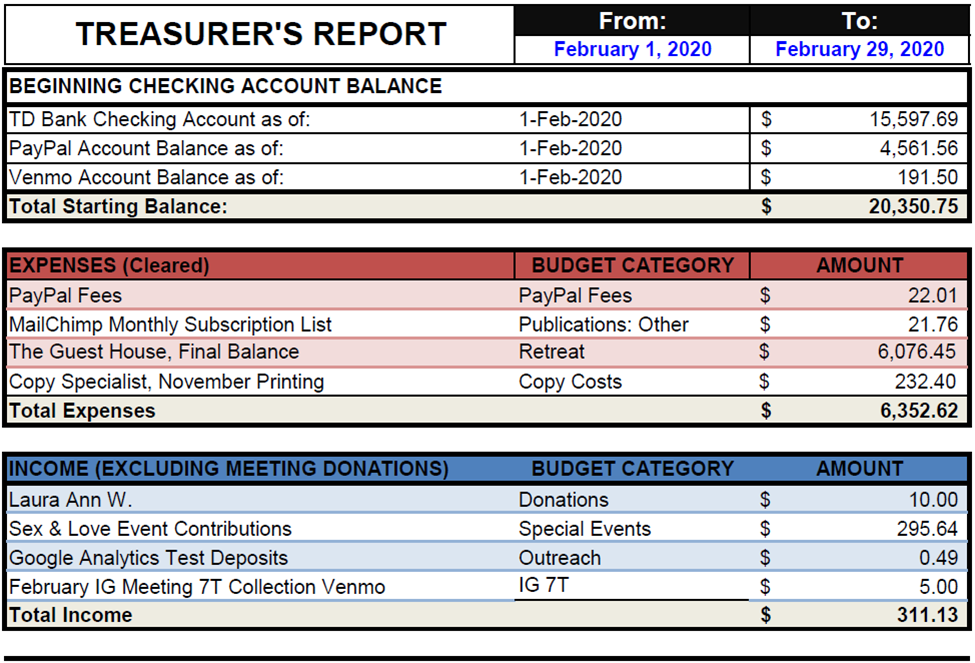 TREASURER'S REPORT From: To:
February 1, 2020 February 29, 2020
BEGINNING CHECKING ACCOUNT BALANCE
TD Bank Checking Account as of: 1-Feb-2020 $ 15,597.69
PayPal Account Balance as of: 1-Feb-2020 $ 4,561.56
Venmo Account Balance as of: 1-Feb-2020 $ 191.50
Total Starting Balance: $ 20,350.75
EXPENSES (Cleared) BUDGET CATEGORY AMOUNT
PayPal Fees PayPal Fees $ 22.01
MailChimp Monthly Subscription List Publications: Other $ 21.76
The Guest House, Final Balance Retreat $ 6,076.45
Copy Specialist, November Printing Copy Costs $ 232.40
Total Expenses $ 6,352.62
INCOME (EXCLUDING MEETING DONATIONS) BUDGET CATEGORY AMOUNT
Laura Ann W. Donations $ 10.00
Sex & Love Event Contributions Special Events $ 295.64
Google Analytics Test Deposits Outreach $ 0.49
February IG Meeting 7T Collection Venmo IG 7T $ 5.00
Total Income $ 311.13